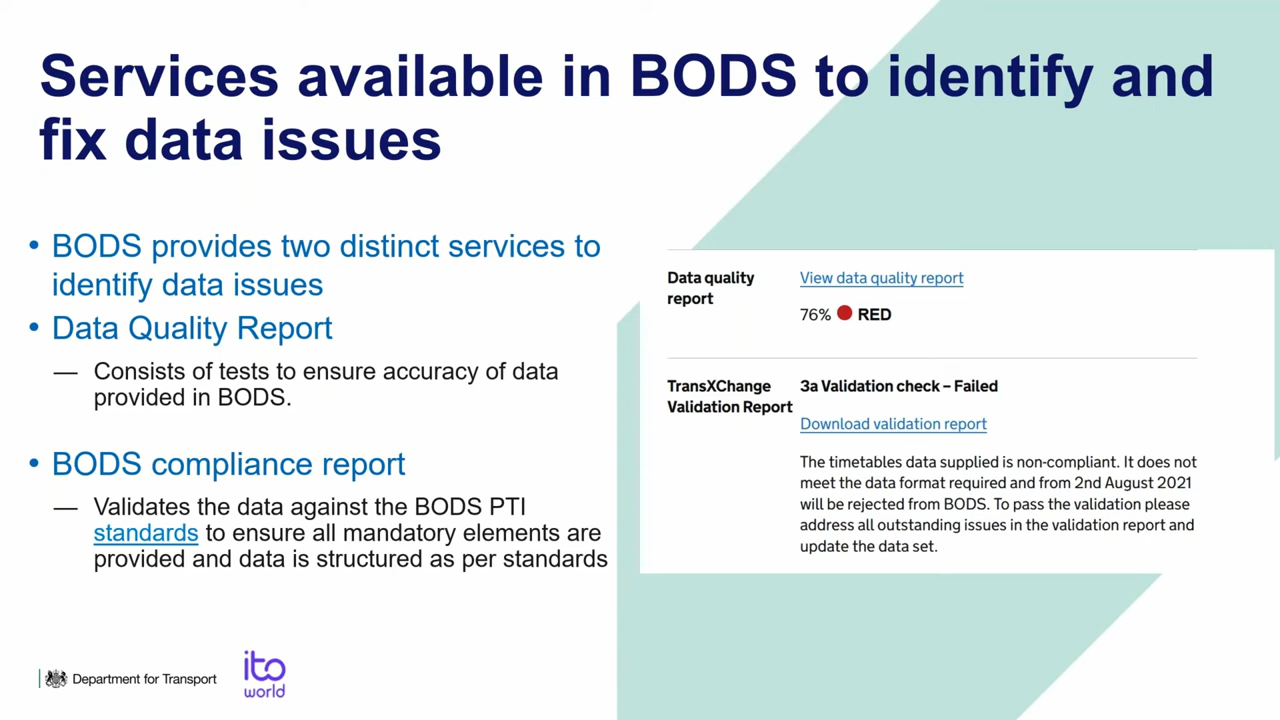 Services available in BODS to identify and
fix data issues
• BODS provides two distinct services to
identify data issues
• Data Quality Report
— Consists of tests to ensure accuracy of data
provided in BODS.
• BODS compliance report
— Validates the data against the BODS PTI
standards to ensure all mandatory elements are
provided and data is structured as per standards
Data quality
report
View data quality report
76% RED
TransXChange
Validation Report
3a Validation check – Failed
Download validation report
The timetables data supplied is non-compliant. It does not
meet the data format required and from 2nd August 2021
will be rejected from BODS. To pass the validation please
address all outstanding issues in the validation report and
update the data set.
Department for Transport
ito
world